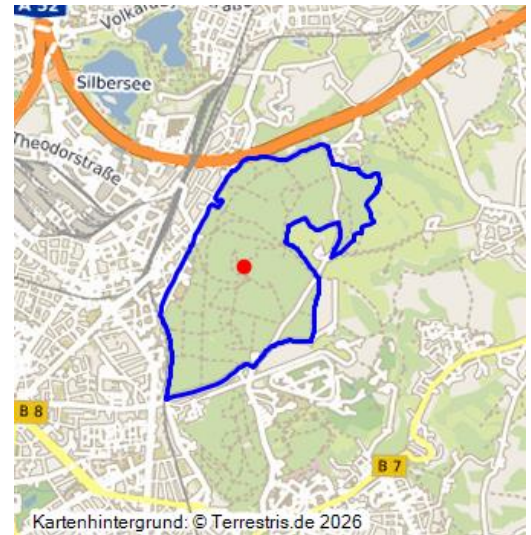 A 52
Silbersee
Theodorstraße
B 8
B 7
Kartenhintergrund: © Terrestris.de 2026